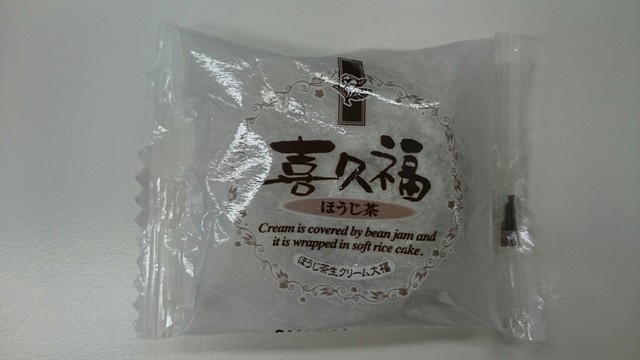 喜久福
ほうじ茶
Cream is covered by bean jam and
it is wrapped in soft rice cake.
ほうじ茶生クリーム大福